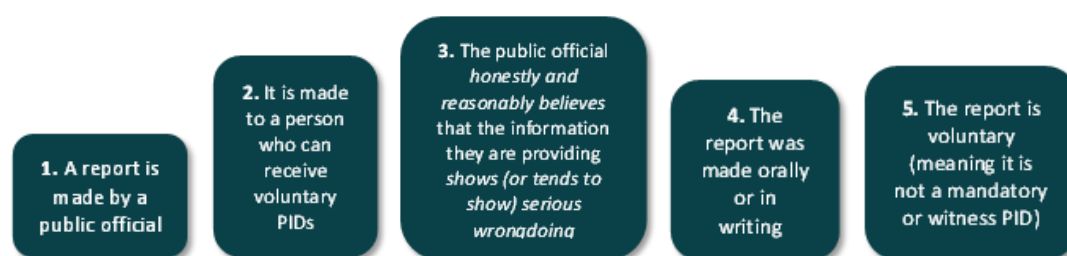 1. A report is
made by a
public official
2. It is made
to a person
who can
receive
voluntary
PIDs
3. The public official
honestly and
reasonably believes
that the information
they are providing
shows (or tends to
show) serious
wrongdoing
4. The
report was
made orally
or in
writing
5. The report is
voluntary
(meaning it is
not a mandatory
or witness PID)